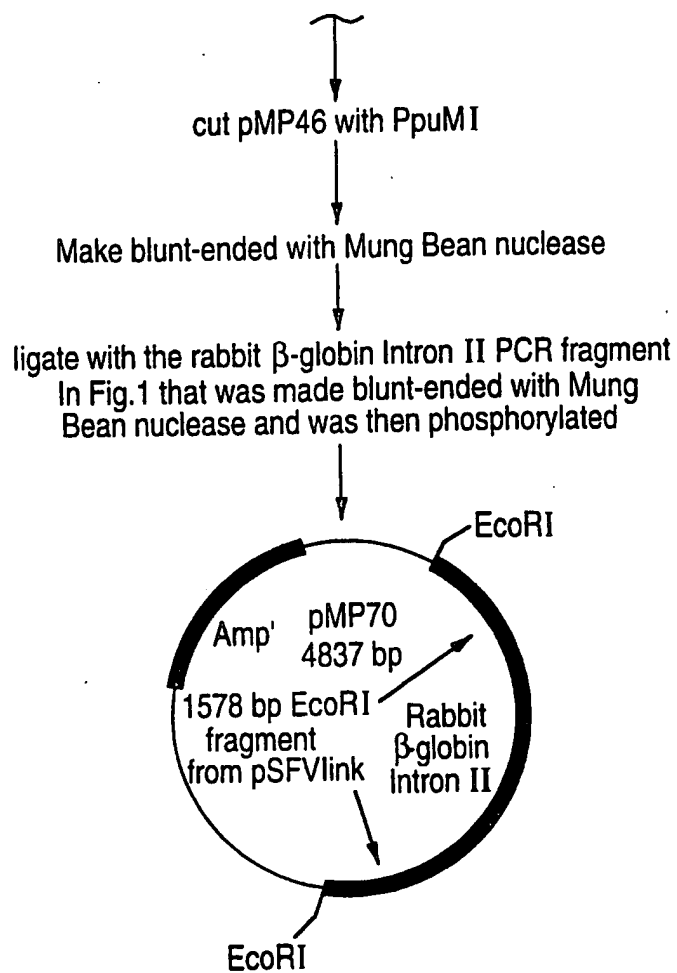 cut pMP46 with PpuM I
Make blunt-ended with Mung Bean nuclease
ligate with the rabbit β-globin Intron II PCR fragment
In Fig.1 that was made blunt-ended with Mung
Bean nuclease and was then phosphorylated
EcoRI
Amp'
pMP70
4837 bp
1578 bp EcoRI
fragment
from pSFVlink
Rabbit
β-globin
Intron II
EcoRI